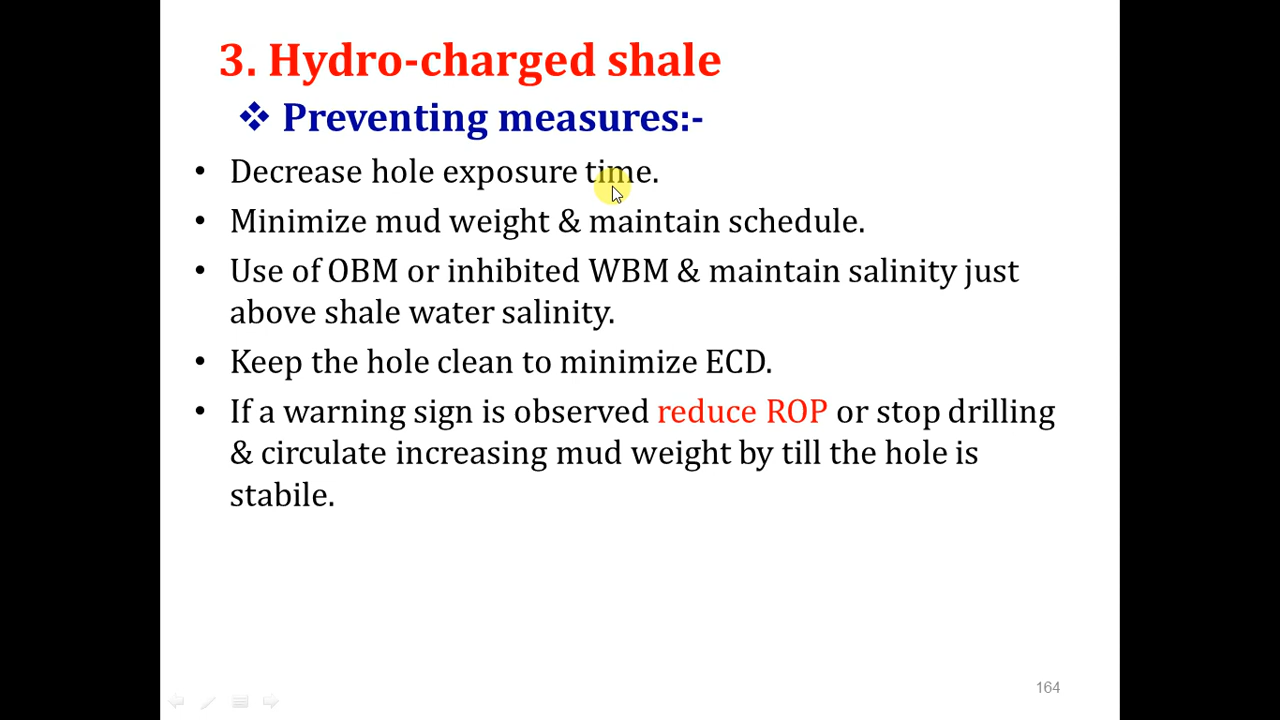 3. Hydro-charged shale
❖ Preventing measures:-
• Decrease hole exposure time.
• Minimize mud weight & maintain schedule.
• Use of OBM or inhibited WBM & maintain salinity just
above shale water salinity.
• Keep the hole clean to minimize ECD.
• If a warning sign is observed reduce ROP or stop drilling
& circulate increasing mud weight by till the hole is
stabile.
164